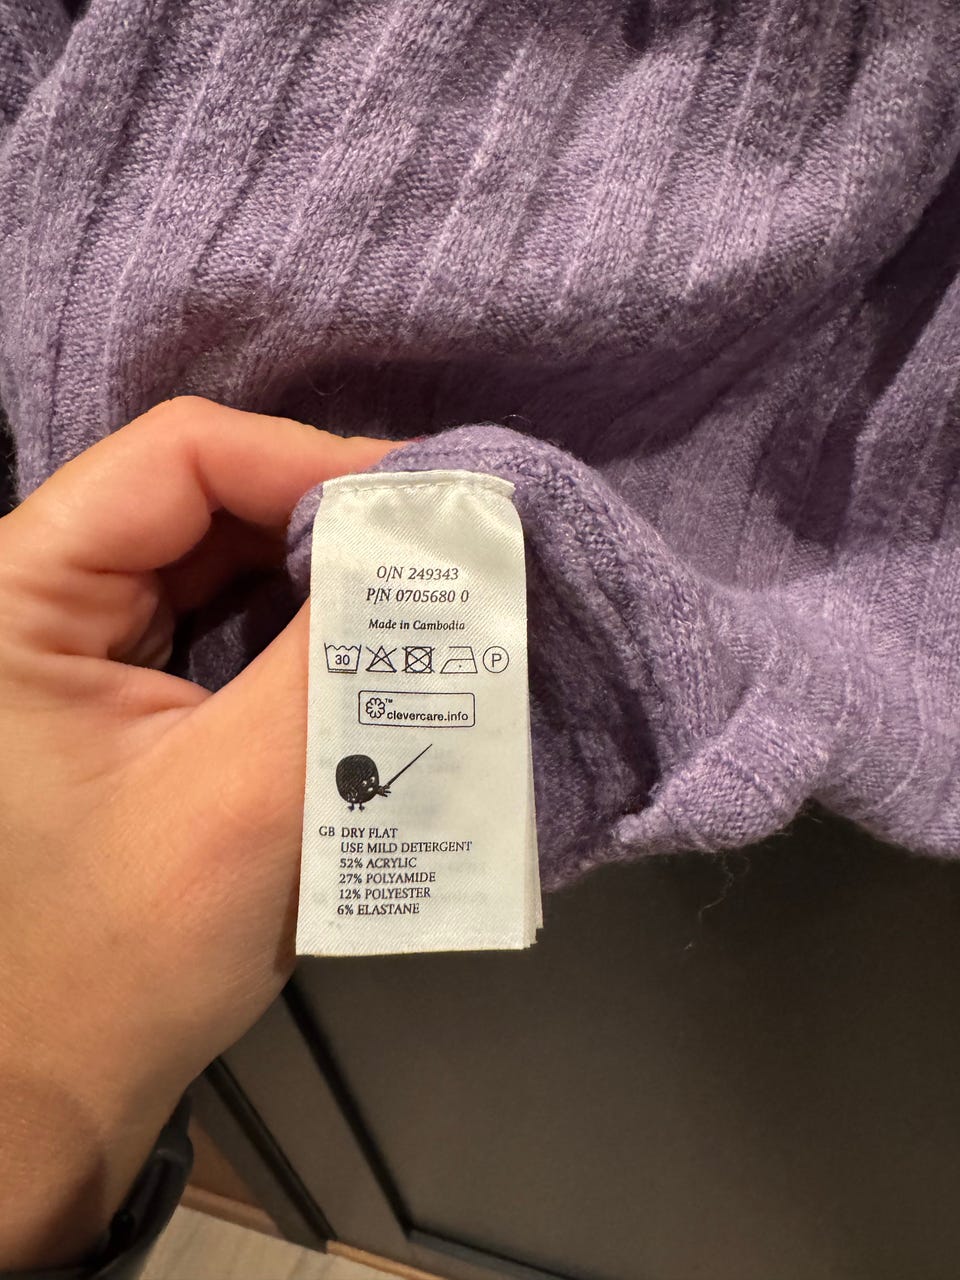 O/N 249343
P/N 0705680 0
Made in Cambodia
30 P
™
clevercare.info
GB DRY FLAT
USE MILD DETERGENT
52% ACRYLIC
27% POLYAMIDE
12% POLYESTER
6% ELASTANE